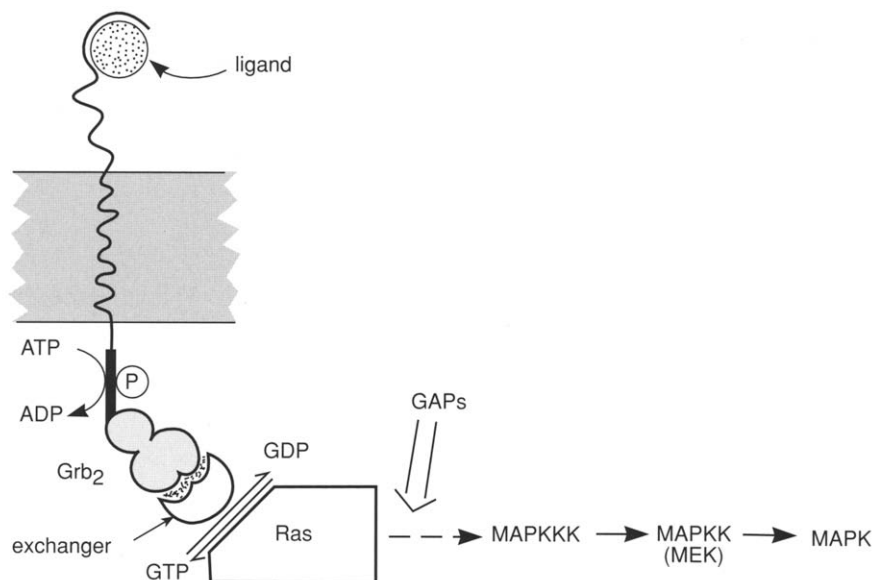 ligand
ATP
P
ADP
GAPs
Grb2
GDP
exchanger
Ras
MAPKKK
MAPKK
(MEK)
MAPK
GTP